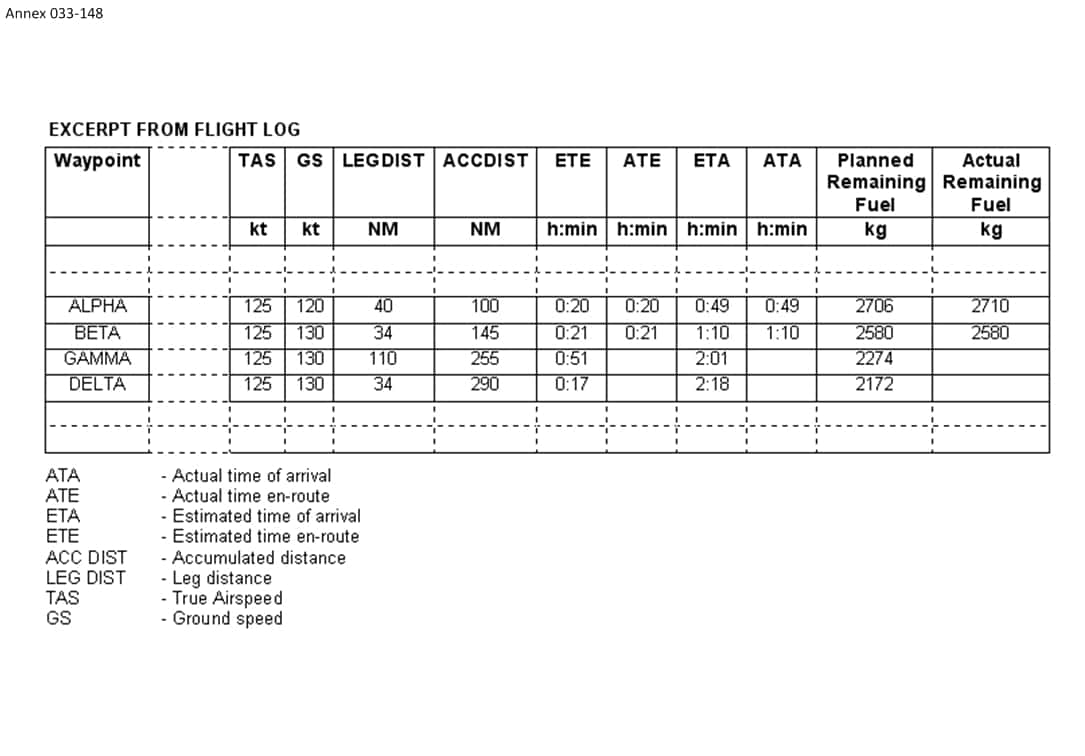 Annex 033-148
EXCERPT FROM FLIGHT LOG
Waypoint TAS GS LEGDIST ACCDIST ETE ATE ETA ATA Planned Remaining Fuel Actual Remaining Fuel
kt kt NM NM h:min h:min h:min h:min kg kg
ALPHA 125 120 40 100 0:20 0:20 0:49 0:49 2706 2710
BETA 125 130 34 145 0:21 0:21 1:10 1:10 2580 2580
GAMMA 125 130 110 255 0:51 2:01 2274
DELTA 125 130 34 290 0:17 2:18 2172
ATA - Actual time of arrival
ATE - Actual time en-route
ETA - Estimated time of arrival
ETE - Estimated time en-route
ACC DIST - Accumulated distance
LEG DIST - Leg distance
TAS - True Airspeed
GS - Ground speed